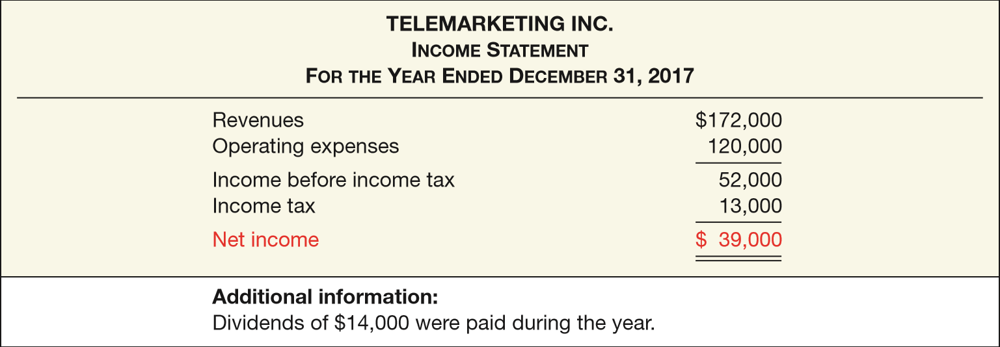 TELEMARKETING INC.
INCOME STATEMENT
FOR THE YEAR ENDED DECEMBER 31, 2017
Revenues $172,000
Operating expenses 120,000
Income before income tax 52,000
Income tax 13,000
Net income $ 39,000
Additional information:
Dividends of $14,000 were paid during the year.